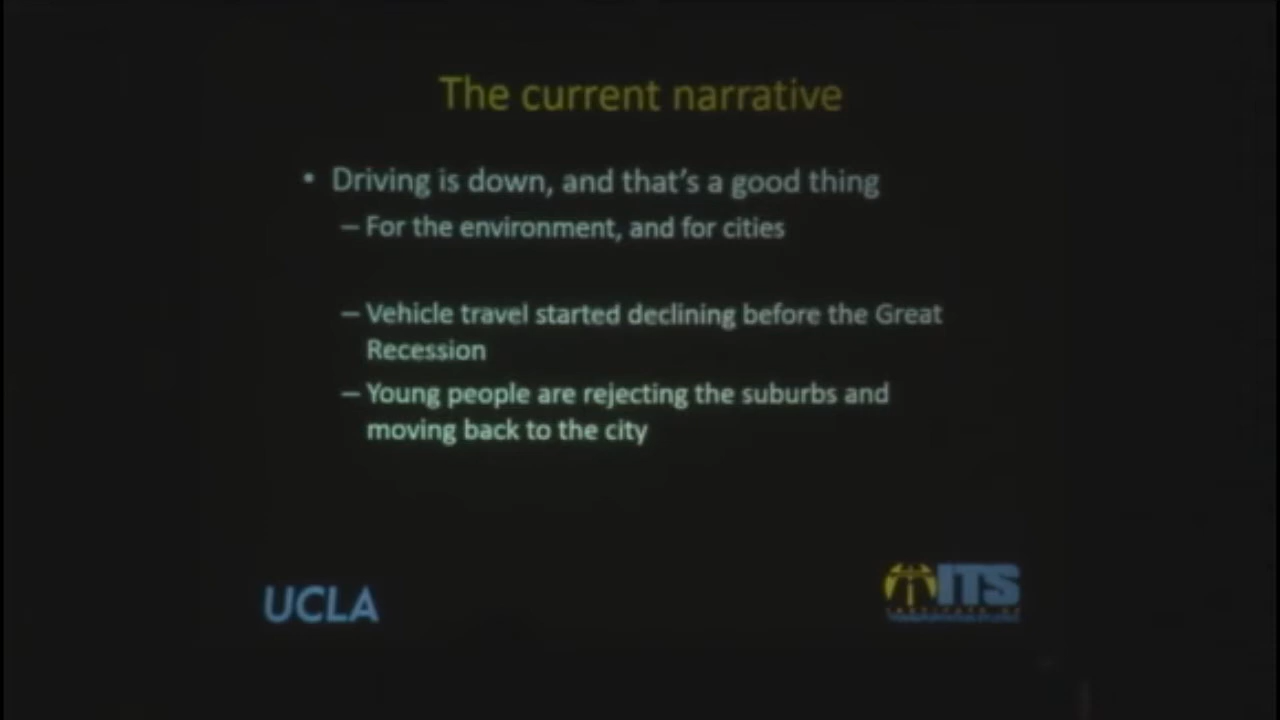 The current narrative
• Driving is down, and that's a good thing
– For the environment, and for cities
– Vehicle travel started declining before the Great
Recession
– Young people are rejecting the suburbs and
moving back to the city
UCLA
ITS